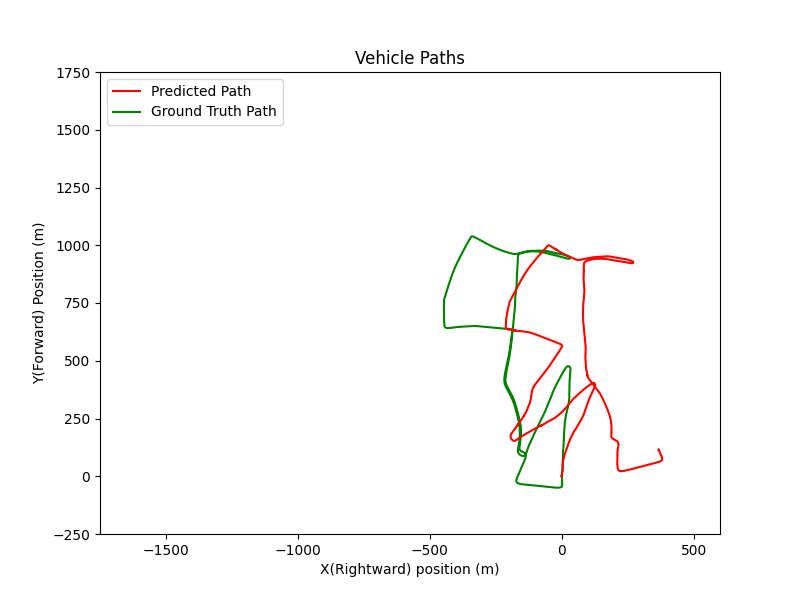 Vehicle Paths
Predicted Path
Ground Truth Path
1750
1500
1250
1000
750
500
250
0
−250
−1500
−1000
−500
0
500
X(Rightward) position (m)
Y(Forward) Position (m)